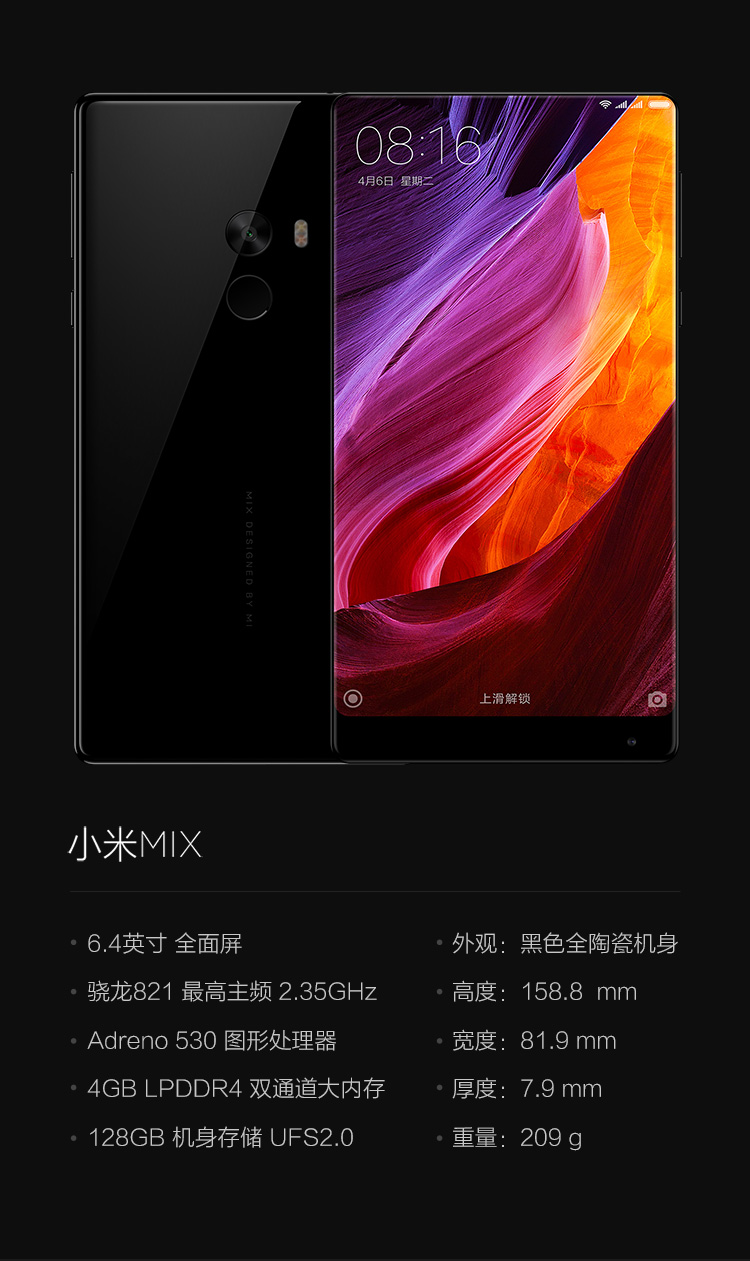 08:16
4月6日 星期二
MIX DESIGNED BY MI
上滑解锁
小米MIX
6.4英寸 全面屏
骁龙821 最高主频 2.35GHz
Adreno 530 图形处理器
4GB LPDDR4 双通道大内存
128GB 机身存储 UFS2.0
外观：黑色全陶瓷机身
高度：158.8 mm
宽度：81.9 mm
厚度：7.9 mm
重量：209 g